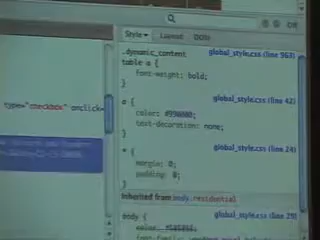 Style Layout DOM
.dynamic_content global_style.css (line 963)
table a {
font-weight: bold;
}
a { global_style.css (line 42)
color: #990000;
text-decoration: none;
}
type="checkbox" onclick=
* { global_style.css (line 24)
margin: 0;
padding: 0;
}
Inherited from body.residential
body { global_style.css (line 29)